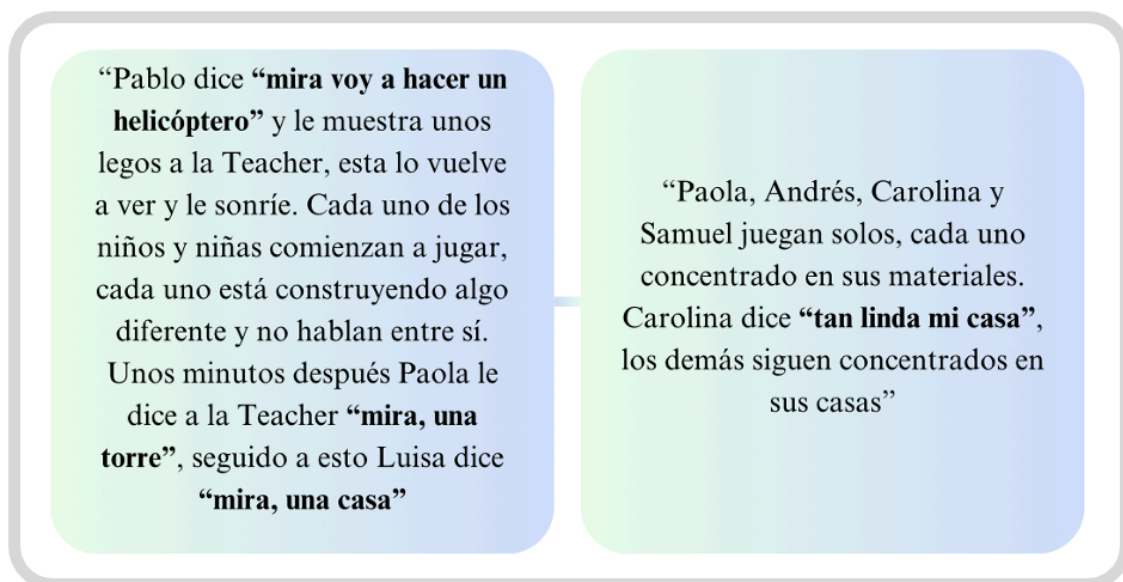 “Pablo dice “mira voy a hacer un
helicóptero” y le muestra unos
legos a la Teacher, esta lo vuelve
a ver y le sonríe. Cada uno de los
niños y niñas comienzan a jugar,
cada uno está construyendo algo
diferente y no hablan entre sí.
Unos minutos después Paola le
dice a la Teacher “mira, una
torre”, seguido a esto Luisa dice
“mira, una casa”
“Paola, Andrés, Carolina y
Samuel juegan solos, cada uno
concentrado en sus materiales.
Carolina dice “tan linda mi casa”,
los demás siguen concentrados en
sus casas”